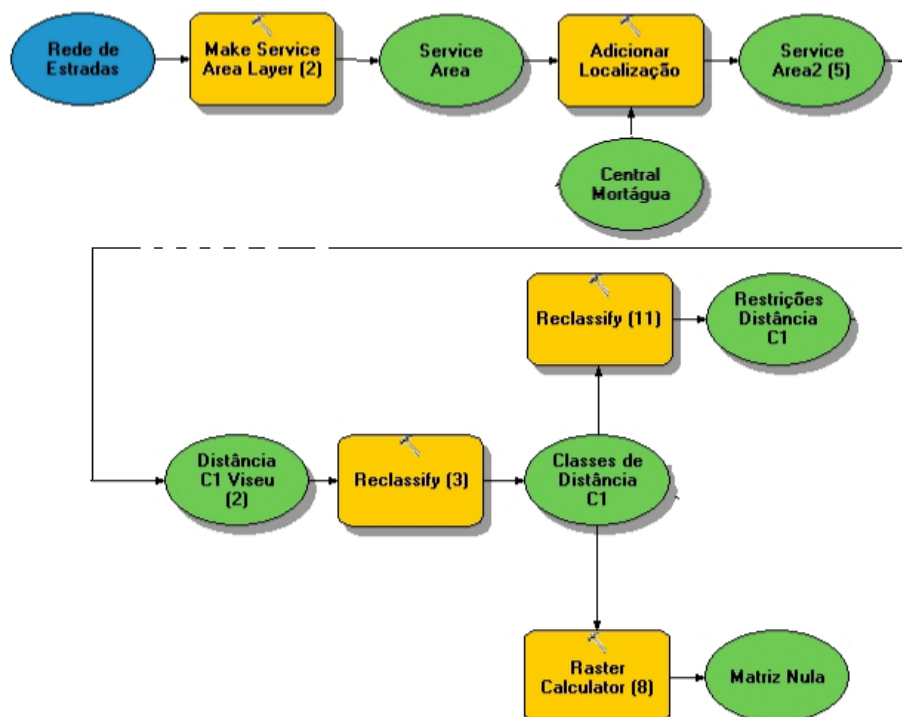 Rede de
Estradas
Make Service
Area Layer (2)
Service
Area
Adicionar
Localização
Service
Area2 (5)
Central
Mortágua
Reclassify (11)
Restrições
Distância
C1
Distância
C1 Viseu
(2)
Reclassify (3)
Classes de
Distância
C1
Raster
Calculator (8)
Matriz Nula